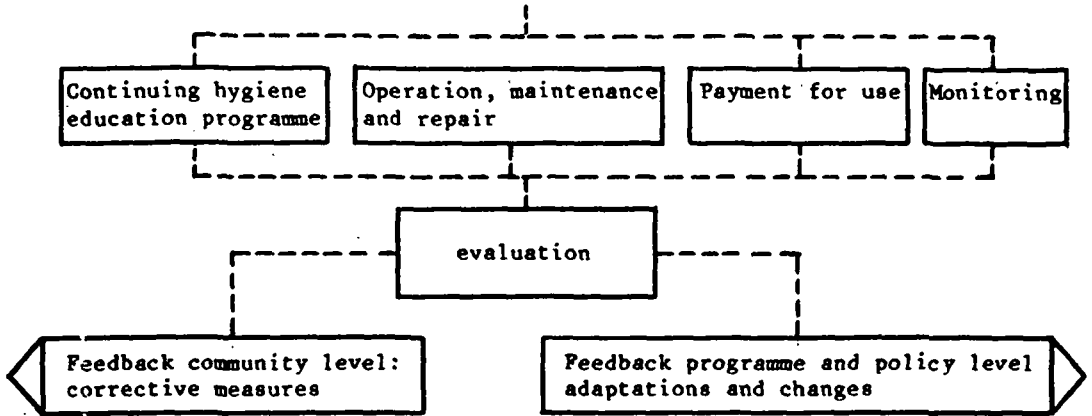 Continuing hygiene
education programme
Operation, maintenance
and repair
Payment for use
Monitoring
evaluation
Feedback community level:
corrective measures
Feedback programme and policy level
adaptations and changes